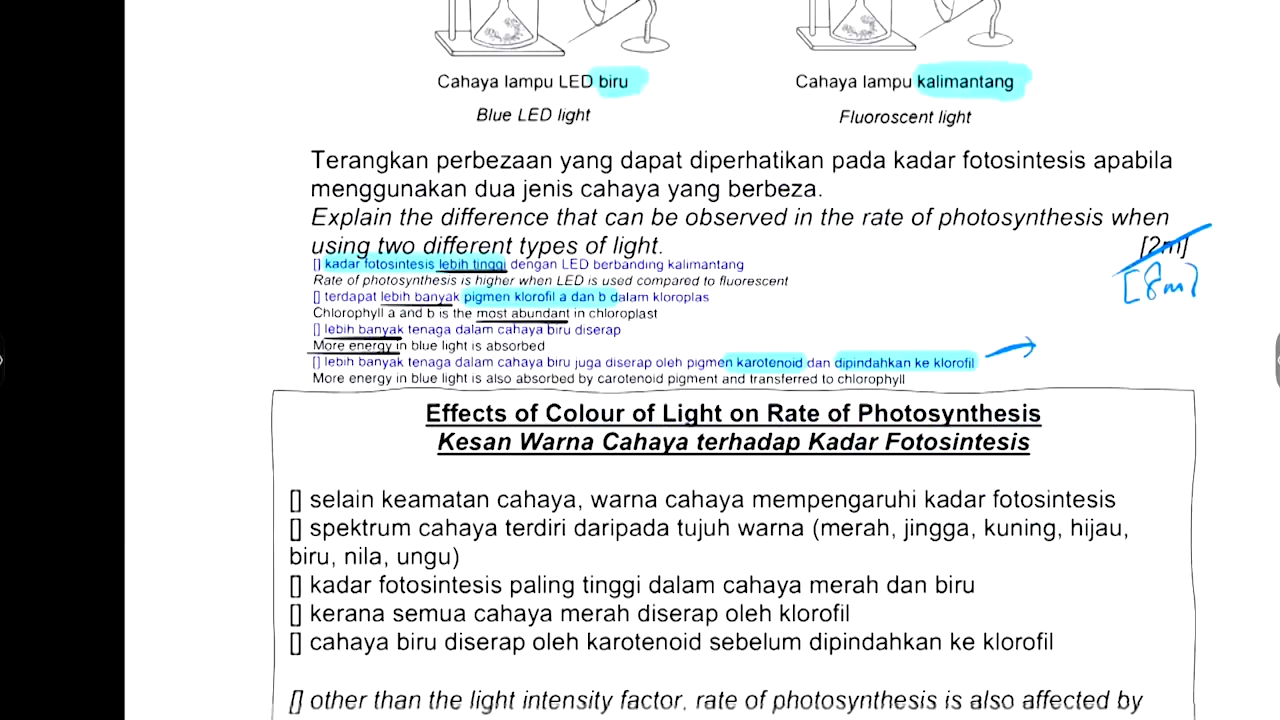 Cahaya lampu LED biru
Blue LED light
Cahaya lampu kalimantang
Fluoroscent light
Terangkan perbezaan yang dapat diperhatikan pada kadar fotosintesis apabila
menggunakan dua jenis cahaya yang berbeza.
Explain the difference that can be observed in the rate of photosynthesis when
using two different types of light.
[2m]
[8m]
[] kadar fotosintesis lebih tinggi dengan LED berbanding kalimantang
Rate of photosynthesis is higher when LED is used compared to fluorescent
[] terdapat lebih banyak pigmen klorofil a dan b dalam kloroplas
Chlorophyll a and b is the most abundant in chloroplast
[] lebih banyak tenaga dalam cahaya biru diserap
More energy in blue light is absorbed
[] lebih banyak tenaga dalam cahaya biru juga diserap oleh pigmen karotenoid dan dipindahkan ke klorofil
More energy in blue light is also absorbed by carotenoid pigment and transferred to chlorophyll
Effects of Colour of Light on Rate of Photosynthesis
Kesan Warna Cahaya terhadap Kadar Fotosintesis
[] selain keamatan cahaya, warna cahaya mempengaruhi kadar fotosintesis
[] spektrum cahaya terdiri daripada tujuh warna (merah, jingga, kuning, hijau,
biru, nila, ungu)
[] kadar fotosintesis paling tinggi dalam cahaya merah dan biru
[] kerana semua cahaya merah diserap oleh klorofil
[] cahaya biru diserap oleh karotenoid sebelum dipindahkan ke klorofil
[] other than the light intensity factor, rate of photosynthesis is also affected by